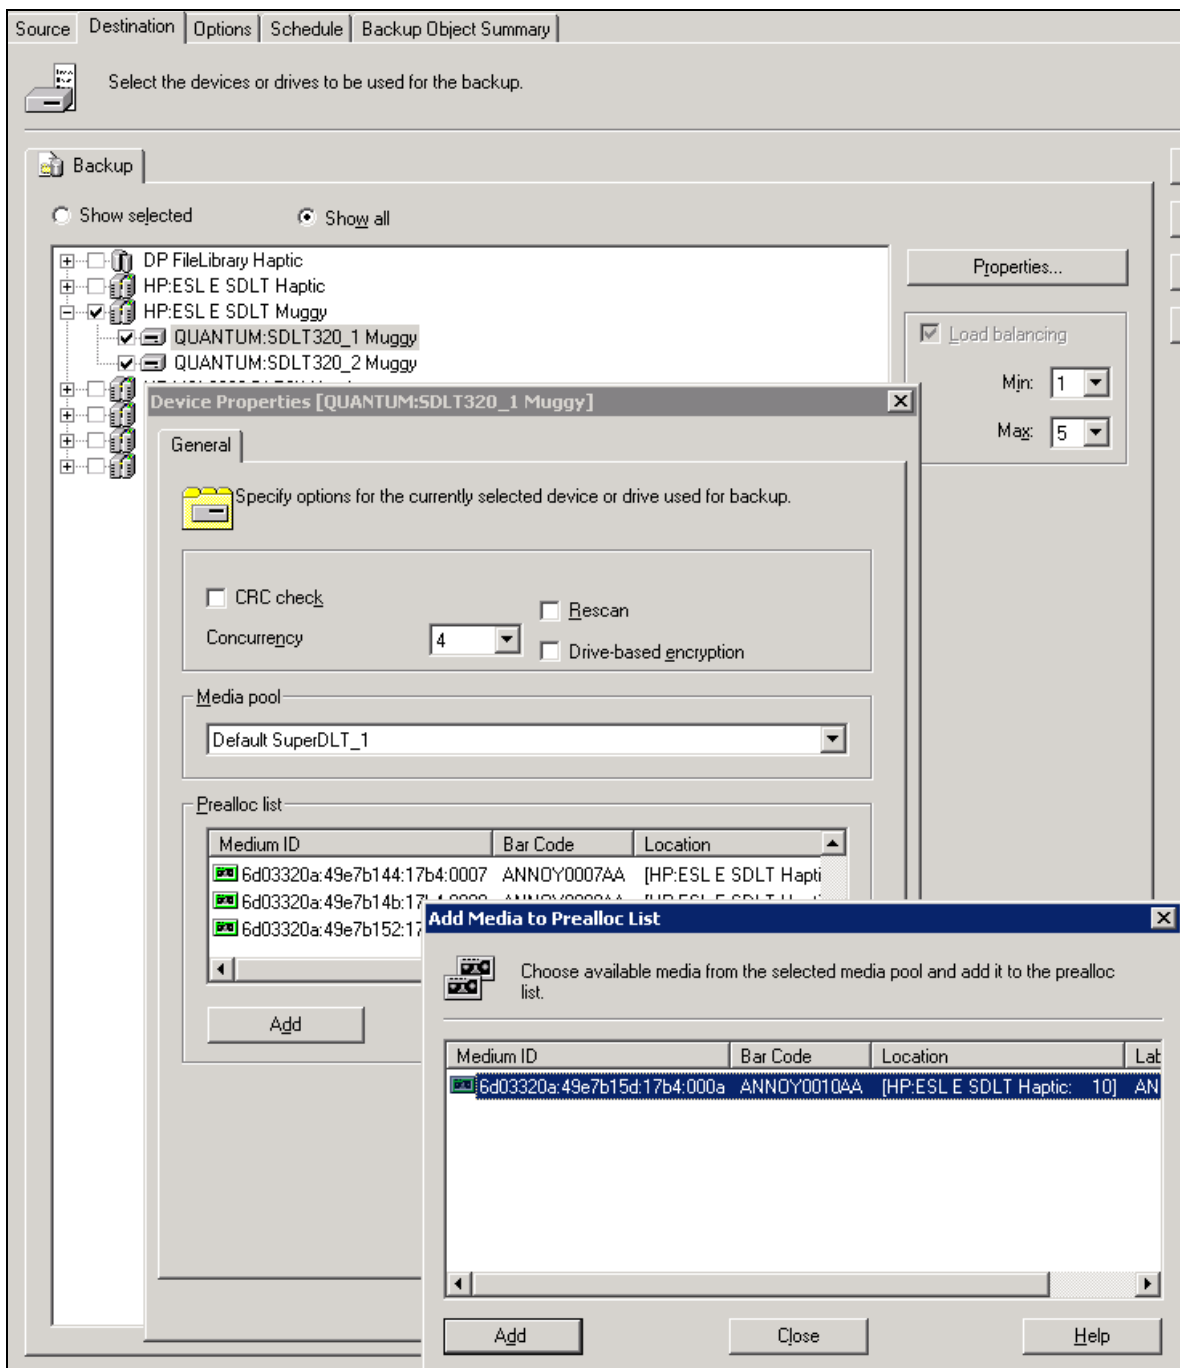 Source Destination Options Schedule Backup Object Summary
Select the devices or drives to be used for the backup.
Backup
Show selected Show all
DP FileLibrary Haptic
HP:ESL E SDLT Haptic
HP:ESL E SDLT Muggy
QUANTUM:SDLT320_1 Muggy
QUANTUM:SDLT320_2 Muggy
Properties...
Load balancing
Min: 1
Max: 5
Device Properties [QUANTUM:SDLT320_1 Muggy]
General
Specify options for the currently selected device or drive used for backup.
CRC check
Rescan
Concurrency 4
Drive-based encryption
Media pool
Default SuperDLT_1
Prealloc list
Medium ID Bar Code Location
6d03320a:49e7b144:17b4:0007 ANNOY0007AA [HP:ESL E SDLT Hapti
6d03320a:49e7b14b:17
6d03320a:49e7b152:17
Add
Add Media to Prealloc List
Choose available media from the selected media pool and add it to the prealloc
list.
Medium ID Bar Code Location Lab
6d03320a:49e7b15d:17b4:000a ANNOY0010AA [HP:ESL E SDLT Haptic: 10] AN
Add Close Help